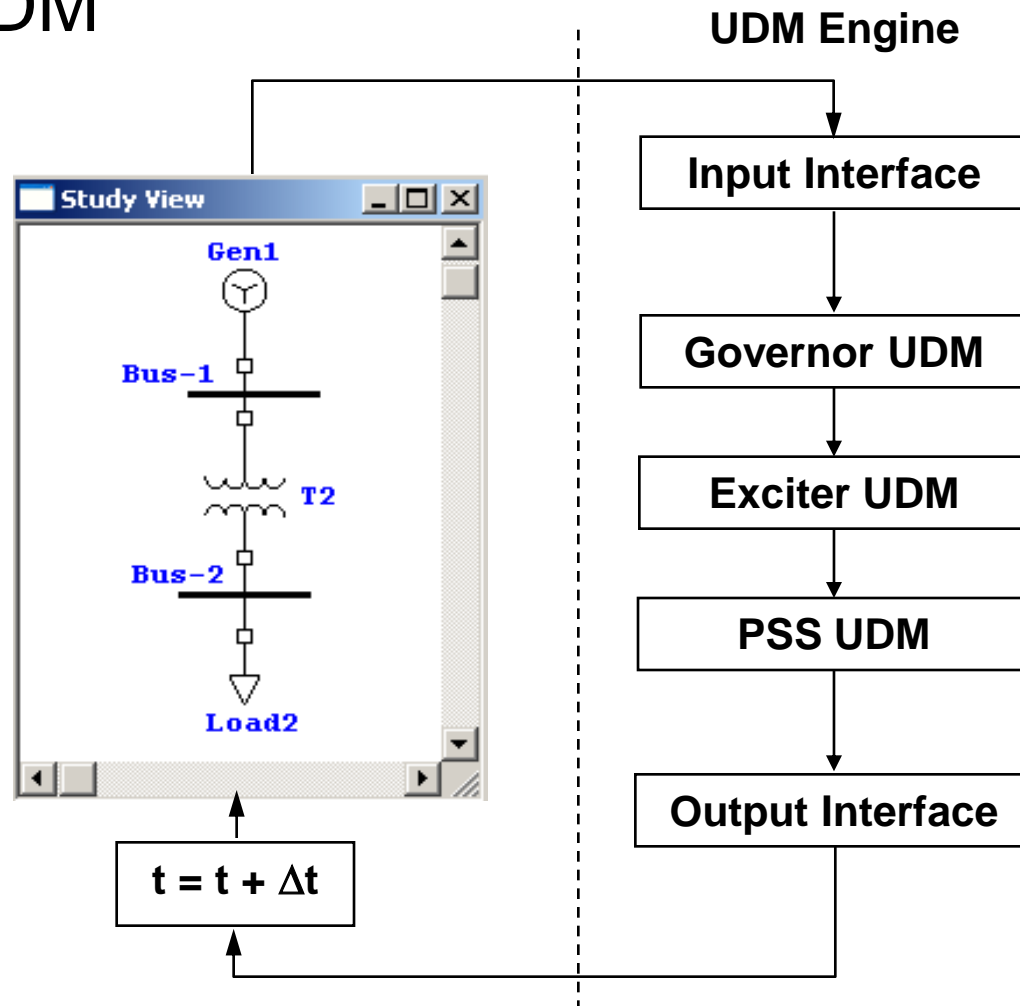 UDM Engine
Input Interface
Study View
Gen1
Bus-1
Governor UDM
T2
Exciter UDM
Bus-2
PSS UDM
Load2
Output Interface
t = t + Δt